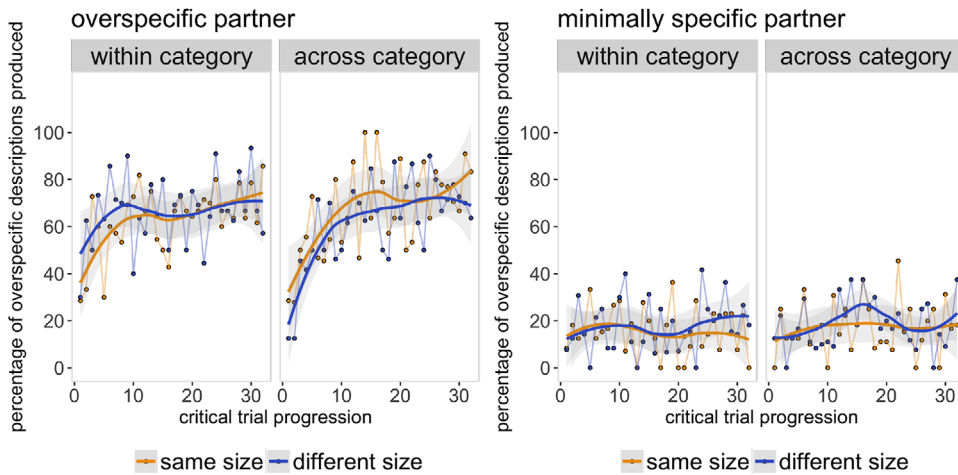 overspecific partner
within category
across category
percentage of overspecific descriptions produced
100
80
60
40
20
0
0 10 20 30
0 10 20 30
critical trial progression
same size different size
minimally specific partner
within category
across category
percentage of overspecific descriptions produced
100
80
60
40
20
0
0 10 20 30
0 10 20 30
critical trial progression
same size different size